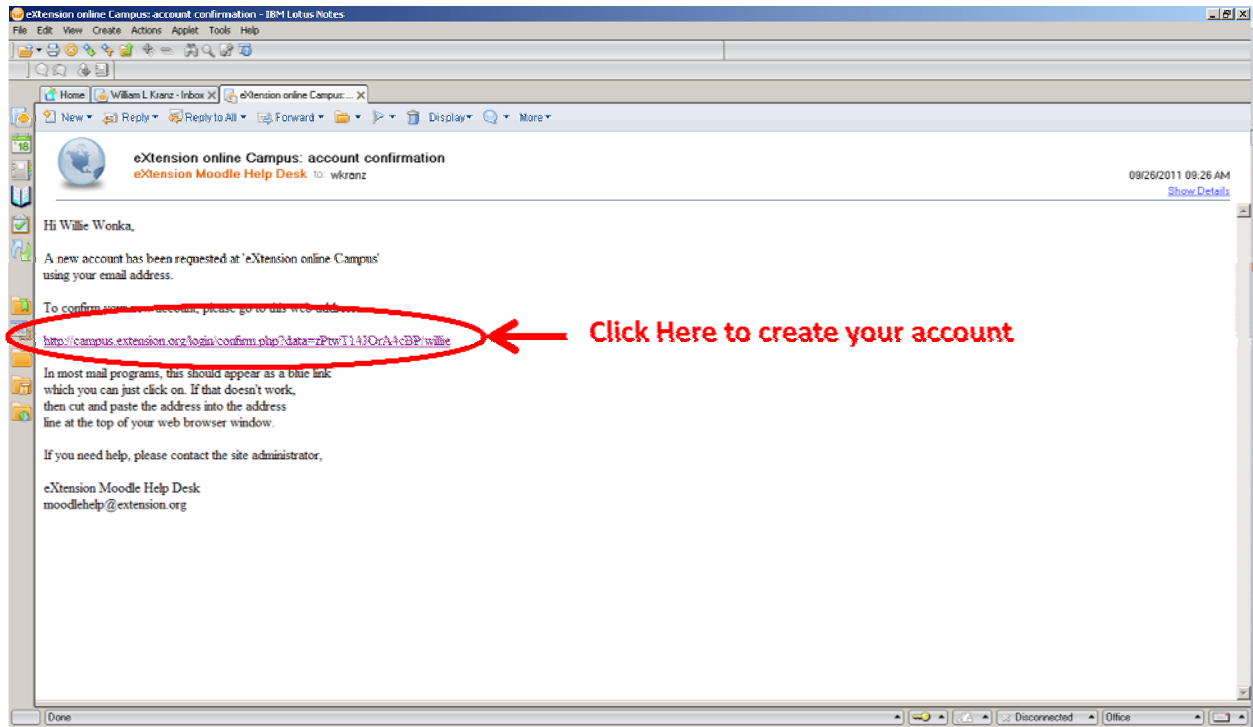 eXtension online Campus: account confirmation - IBM Lotus Notes
File Edit View Create Actions Applet Tools Help
Home William L Kranz - Inbox eXtension online Campus:...
New Reply Reply to All Forward Display More
18
eXtension online Campus: account confirmation
eXtension Moodle Help Desk to: wkranz
09/26/2011 09:26 AM
Show Details
Hi Willie Wonka,
A new account has been requested at 'eXtension online Campus'
using your email address.
To confirm your new account, please go to this web address:
http://campus.extension.org/login/confirm.php?data=zPtwT14JOrA4cBP/willie
Click Here to create your account
In most mail programs, this should appear as a blue link
which you can just click on. If that doesn't work,
then cut and paste the address into the address
line at the top of your web browser window.
If you need help, please contact the site administrator,
eXtension Moodle Help Desk
moodlehelp@extension.org
Done Disconnected Office